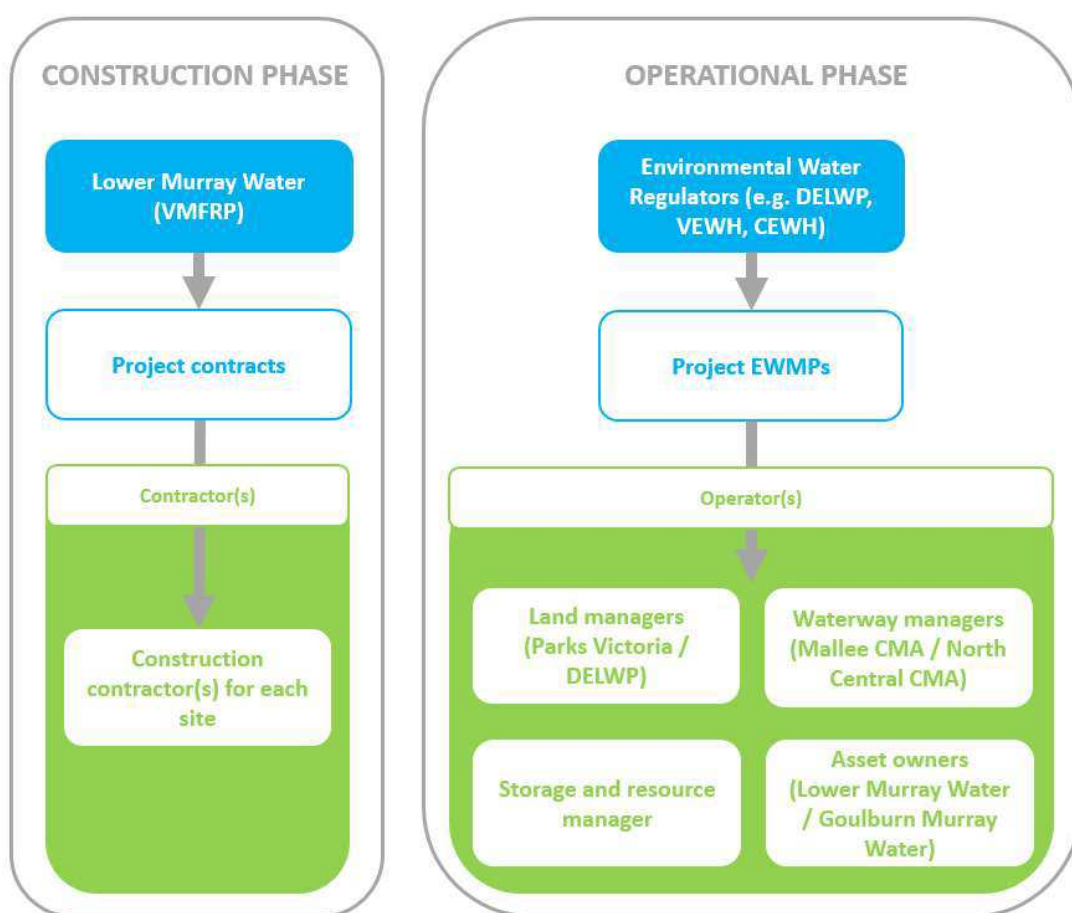 CONSTRUCTION PHASE
Lower Murray Water
(VMFRP)
Project contracts
Contractor(s)
Construction
contractor(s) for each
site
OPERATIONAL PHASE
Environmental Water
Regulators (e.g. DELWP,
VEWH, CEWH)
Project EWMPs
Operator(s)
Land managers
(Parks Victoria /
DELWP)
Waterway managers
(Mallee CMA / North
Central CMA)
Storage and resource
manager
Asset owners
(Lower Murray Water
/ Goulburn Murray
Water)